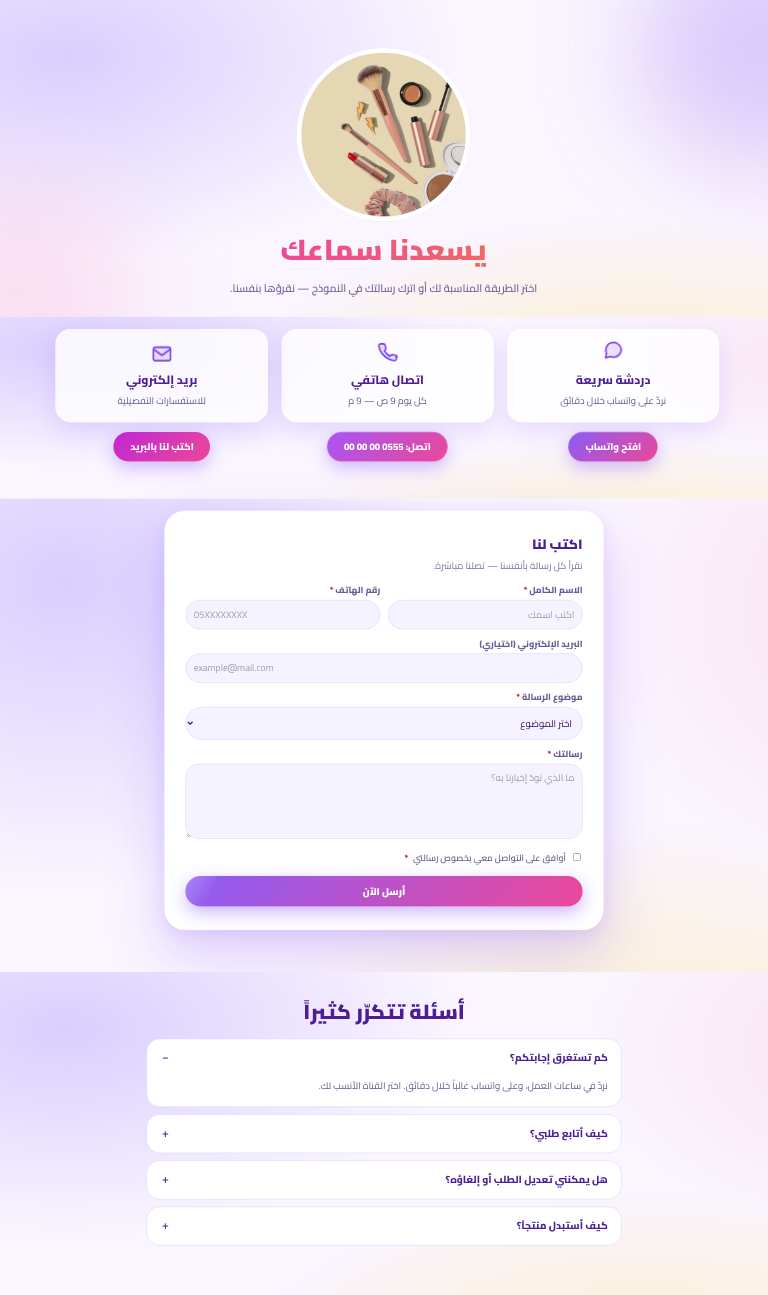 يسعدنا سماعك
اختر الطريقة المناسبة لك أو اترك رسالتك في النموذج — نقرؤها بنفسنا.
دردشة سريعة
نردّ على واتساب خلال دقائق
افتح واتساب
اتصال هاتفي
كل يوم 9 ص — 9 م
اتصل: 0555 00 00 00
بريد إلكتروني
للاستفسارات التفصيلية
اكتب لنا بالبريد
اكتب لنا
نقرأ كل رسالة بأنفسنا — تصلنا مباشرة.
الاسم الكامل *
اكتب اسمك
رقم الهاتف *
05XXXXXXXX
البريد الإلكتروني (اختياري)
example@mail.com
موضوع الرسالة *
اختر الموضوع
رسالتك *
ما الذي تودّ إخبارنا به؟
أوافق على التواصل معي بخصوص رسالتي *
أرسل الآن
أسئلة تتكرّر كثيراً
كم تستغرق إجابتكم؟
−
نردّ في ساعات العمل، وعلى واتساب غالباً خلال دقائق. اختر القناة الأنسب لك.
كيف أتابع طلبي؟
+
هل يمكنني تعديل الطلب أو إلغاؤه؟
+
كيف أستبدل منتجاً؟
+